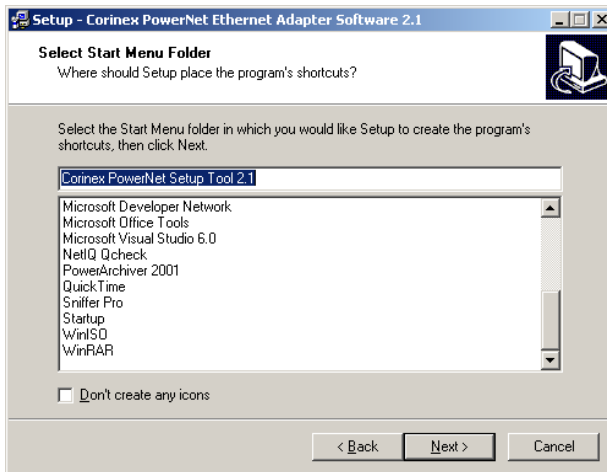 Setup - Corinex PowerNet Ethernet Adapter Software 2.1
Select Start Menu Folder
Where should Setup place the program's shortcuts?
Select the Start Menu folder in which you would like Setup to create the program's
shortcuts, then click Next.
Corinex PowerNet Setup Tool 2.1
Microsoft Developer Network
Microsoft Office Tools
Microsoft Visual Studio 6.0
NetIQ Qcheck
PowerArchiver 2001
QuickTime
Sniffer Pro
Startup
WinISO
WinRAR
Don't create any icons
< Back Next > Cancel